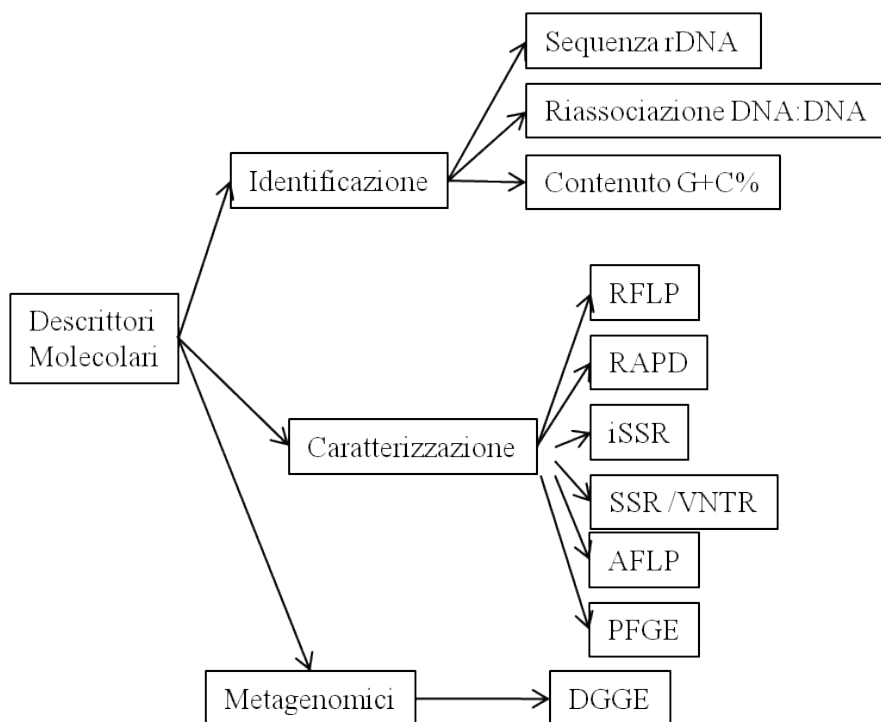 Sequenza rDNA
Riassociazione DNA:DNA
Identificazione
Contenuto G+C%
RFLP
Descrittori
Molecolari
RAPD
iSSR
Caratterizzazione
SSR /VNTR
AFLP
PFGE
Metagenomici
DGGE